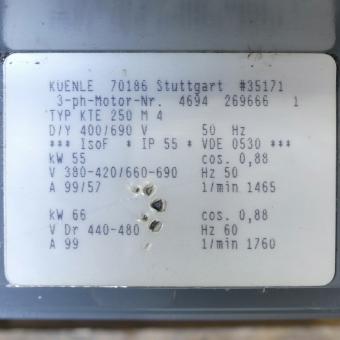 KUENLE 70186 Stuttgart #35171
3-ph-Motor-Nr. 4694 269666 1
TYP KTE 250 M 4
D/Y 400/690 V 50 Hz
*** IsoF * IP 55 * VDE 0530 ***
kW 55 cos. 0,88
V 380-420/660-690 Hz 50
A 99/57 1/min 1465
kW 66 cos. 0,88
V Dr 440-480 Hz 60
A 99 1/min 1760